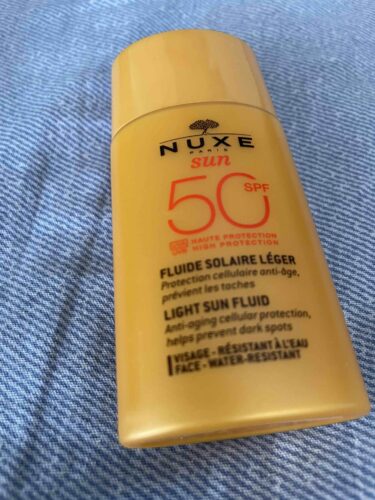 NUXE
PARIS
sun
50 SPF
HAUTE PROTECTION
HIGH PROTECTION
FLUIDE SOLAIRE LÉGER
Protection cellulaire anti-âge,
prévient les taches
LIGHT SUN FLUID
Anti-aging cellular protection,
helps prevent dark spots
VISAGE - RÉSISTANT À L'EAU
FACE - WATER-RESISTANT